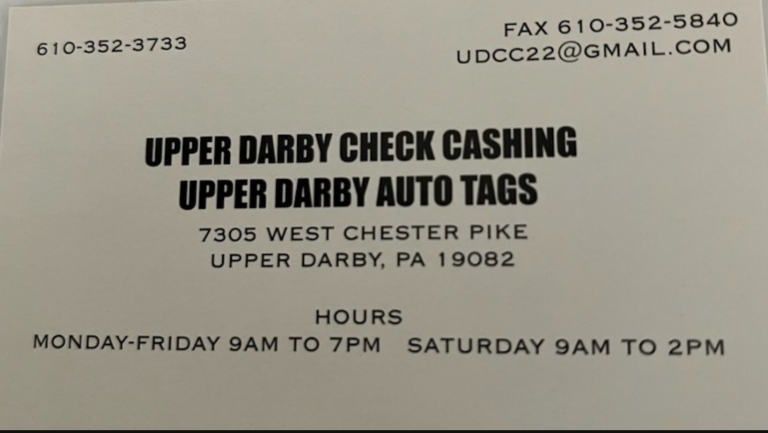 610-352-3733
FAX 610-352-5840
UDCC22@GMAIL.COM
UPPER DARBY CHECK CASHING
UPPER DARBY AUTO TAGS
7305 WEST CHESTER PIKE
UPPER DARBY, PA 19082
HOURS
MONDAY-FRIDAY 9AM TO 7PM SATURDAY 9AM TO 2PM